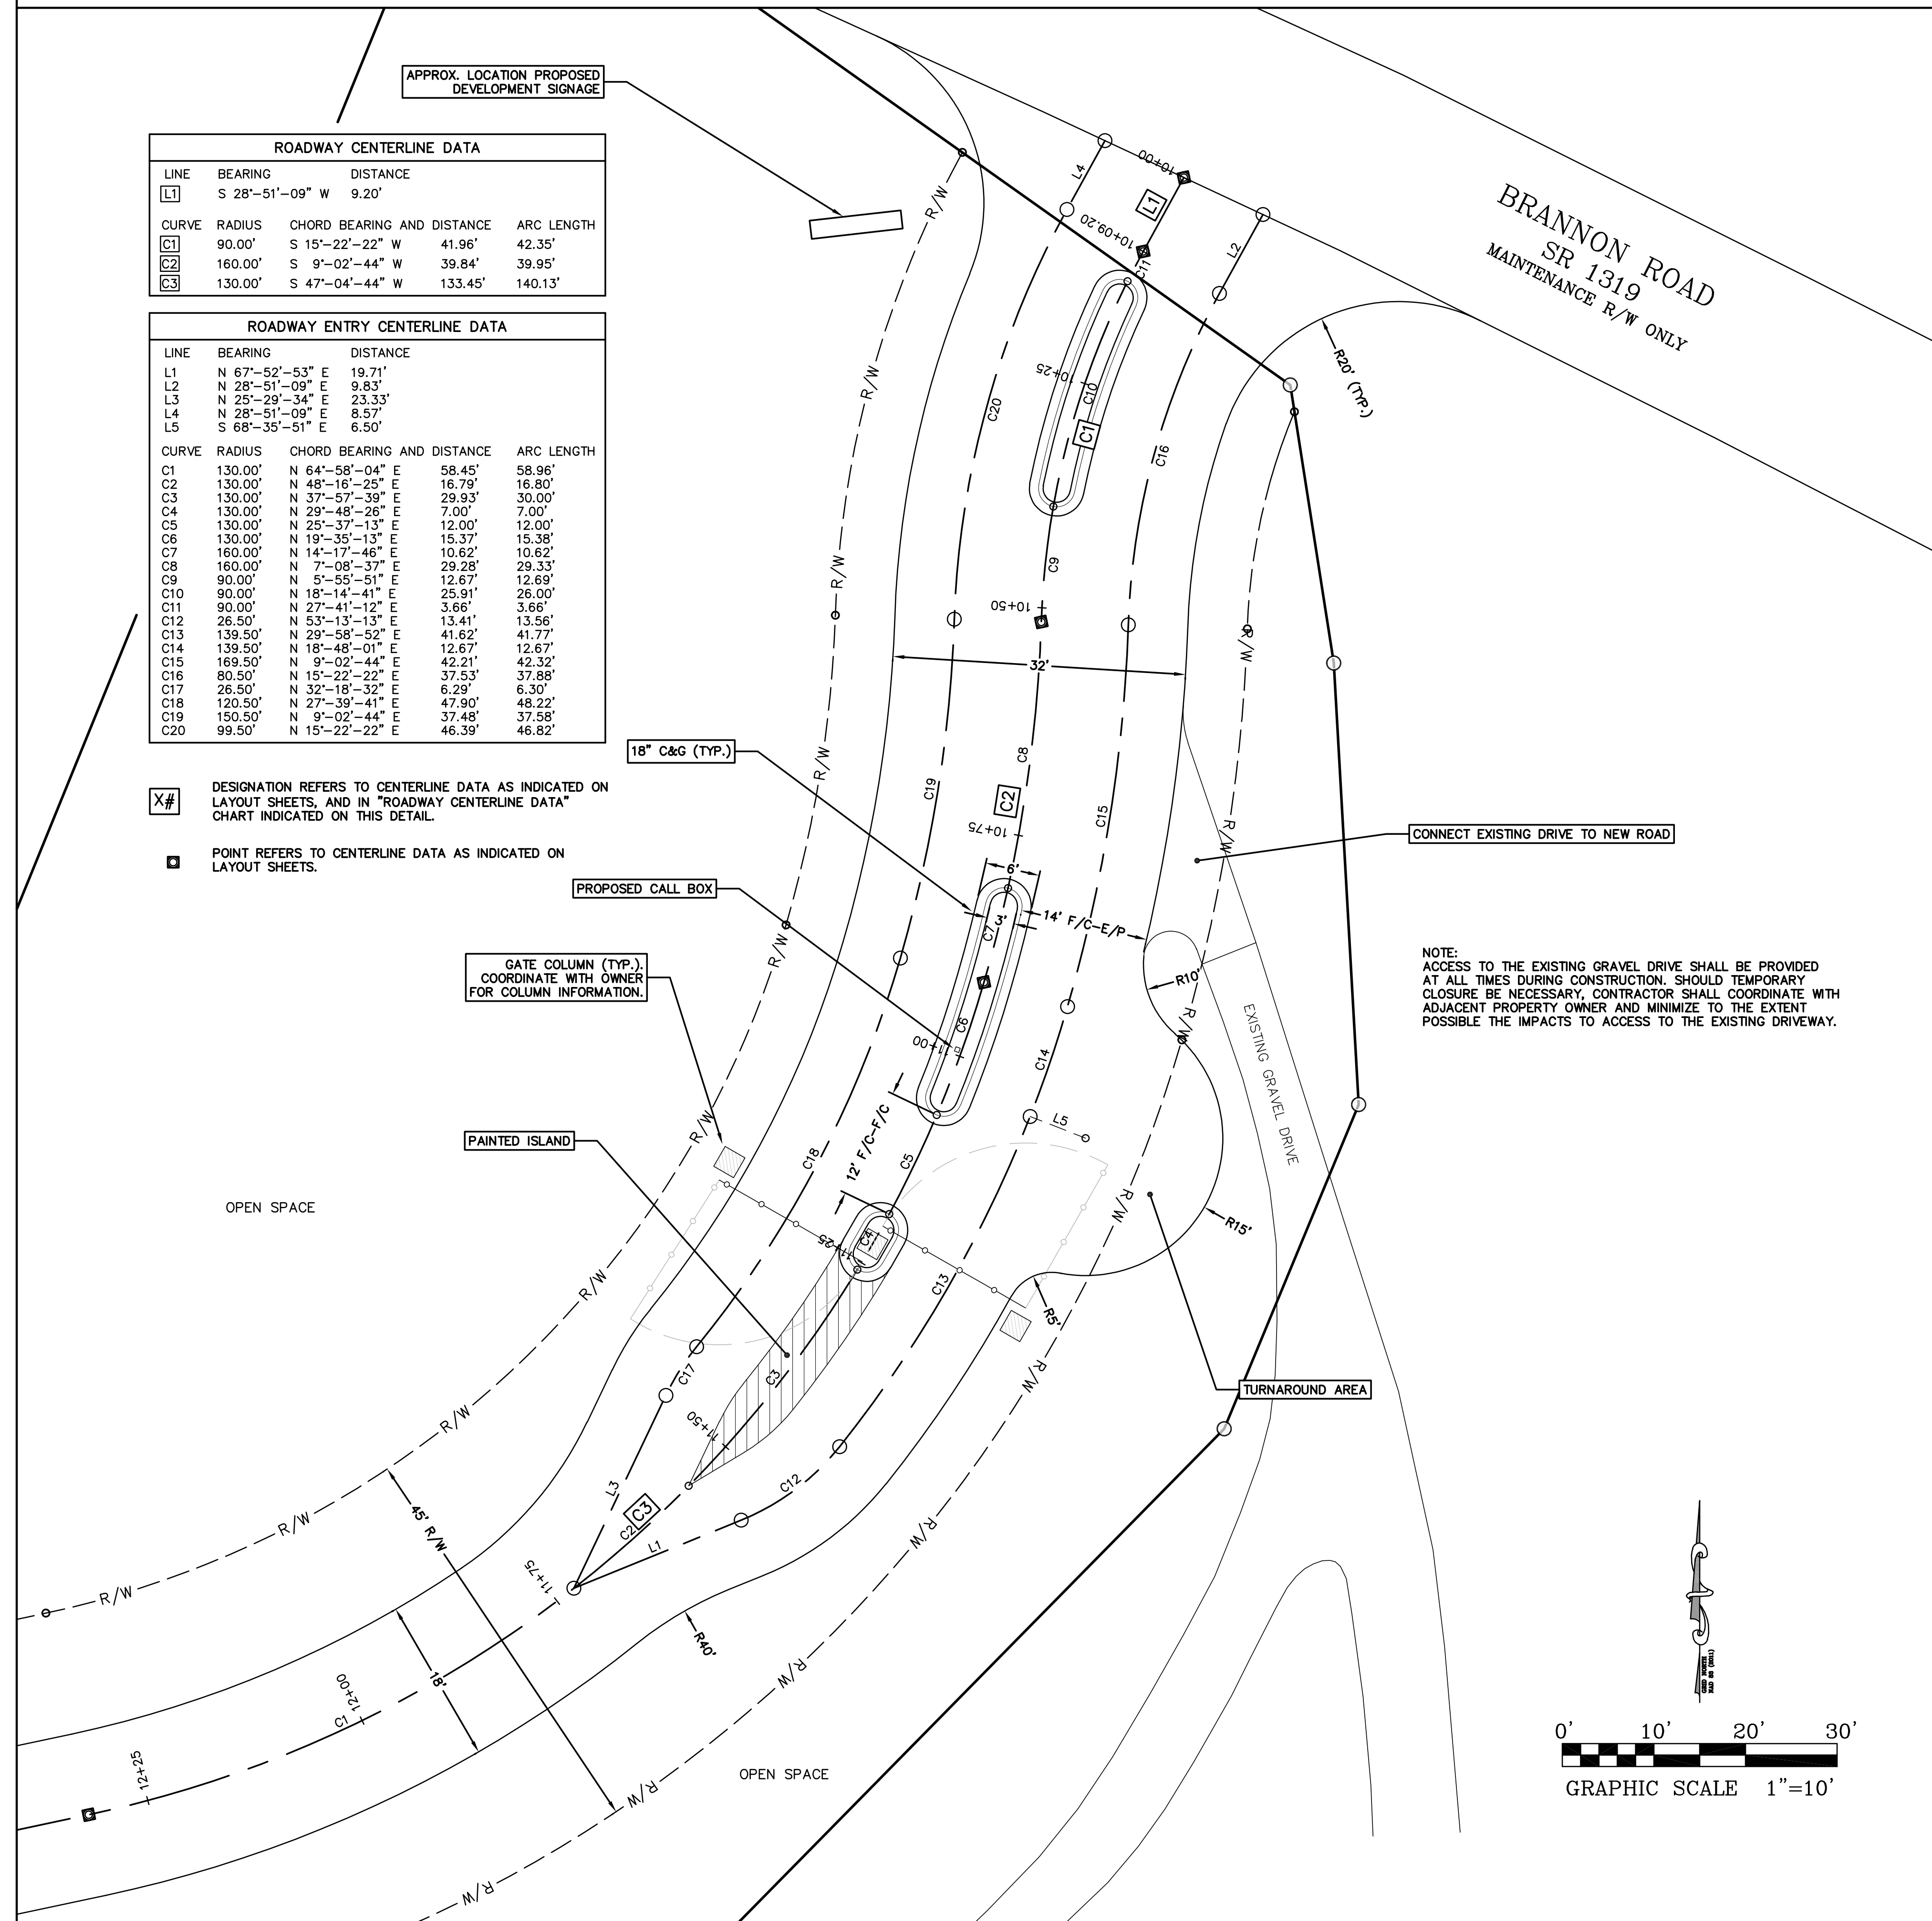 APPROX. LOCATION PROPOSED
DEVELOPMENT SIGNAGE
ROADWAY CENTERLINE DATA
LINE BEARING DISTANCE
L1 S 28°-51'-09" W 9.20'
CURVE RADIUS CHORD BEARING AND DISTANCE ARC LENGTH
C1 90.00' S 15°-22'-22" W 41.96' 42.35'
C2 160.00' S 9°-02'-44" W 39.84' 39.95'
C3 130.00' S 47°-04'-44" W 133.45' 140.13'
ROADWAY ENTRY CENTERLINE DATA
LINE BEARING DISTANCE
L1 N 67°-52'-53" E 19.71'
L2 N 28°-51'-09" E 9.83'
L3 N 25°-29'-34" E 23.33'
L4 N 28°-51'-09" E 8.57'
L5 S 68°-35'-51" E 6.50'
CURVE RADIUS CHORD BEARING AND DISTANCE ARC LENGTH
C1 130.00' N 64°-58'-04" E 58.45' 58.96'
C2 130.00' N 48°-16'-25" E 16.79' 16.80'
C3 130.00' N 37°-57'-39" E 29.93' 30.00'
C4 130.00' N 29°-48'-26" E 7.00' 7.00'
C5 130.00' N 25°-37'-13" E 12.00' 12.00'
C6 130.00' N 19°-35'-13" E 15.37' 15.38'
C7 160.00' N 14°-17'-46" E 10.62' 10.62'
C8 160.00' N 7°-08'-37" E 29.28' 29.33'
C9 90.00' N 5°-55'-51" E 12.67' 12.69'
C10 90.00' N 18°-14'-41" E 25.91' 26.00'
C11 90.00' N 27°-41'-12" E 3.66' 3.66'
C12 26.50' N 53°-13'-13" E 13.41' 13.56'
C13 139.50' N 29°-58'-52" E 41.62' 41.77'
C14 139.50' N 18°-48'-01" E 12.67' 12.67'
C15 169.50' N 9°-02'-44" E 42.21' 42.32'
C16 80.50' N 15°-22'-22" E 37.53' 37.88'
C17 26.50' N 32°-18'-32" E 6.29' 6.30'
C18 120.50' N 27°-39'-41" E 47.90' 48.22'
C19 150.50' N 9°-02'-44" E 37.48' 37.58'
C20 99.50' N 15°-22'-22" E 46.39' 46.82'
X# DESIGNATION REFERS TO CENTERLINE DATA AS INDICATED ON
LAYOUT SHEETS, AND IN "ROADWAY CENTERLINE DATA"
CHART INDICATED ON THIS DETAIL.
POINT REFERS TO CENTERLINE DATA AS INDICATED ON
LAYOUT SHEETS.
BRANNON ROAD
SR 1319
MAINTENANCE R/W ONLY
L4
10+00
L1
10+09.20
L2
C11
R20' (TYP.)
R/W
R/W
R/W
R/W
R/W
R/W
R/W
R/W
R/W
R/W
R/W
C20
10+25
C10
C1
C16
C9
10+50
32'
R/W
R/W
R/W
R/W
R/W
R/W
R/W
R/W
R/W
18" C&G (TYP.)
C19
C8
C2
10+75
C15
CONNECT EXISTING DRIVE TO NEW ROAD
PROPOSED CALL BOX
6'
3'
14' F/C-E/P
C7
GATE COLUMN (TYP.).
COORDINATE WITH OWNER
FOR COLUMN INFORMATION.
R10'
C6
11+00
C14
EXISTING GRAVEL DRIVE
NOTE:
ACCESS TO THE EXISTING GRAVEL DRIVE SHALL BE PROVIDED
AT ALL TIMES DURING CONSTRUCTION. SHOULD TEMPORARY
CLOSURE BE NECESSARY, CONTRACTOR SHALL COORDINATE WITH
ADJACENT PROPERTY OWNER AND MINIMIZE TO THE EXTENT
POSSIBLE THE IMPACTS TO ACCESS TO THE EXISTING DRIVEWAY.
PAINTED ISLAND
12' F/C-F/C
C18
C5
L5
OPEN SPACE
C4
11+25
C13
R15'
R5'
TURNAROUND AREA
C17
C3
11+50
L3
C3
C2
C12
L1
11+75
45' R/W
18'
R40'
12+00
C1
12+25
OPEN SPACE
GRID NORTH
NAD 83 (2011)
0' 10' 20' 30'
GRAPHIC SCALE 1"=10'